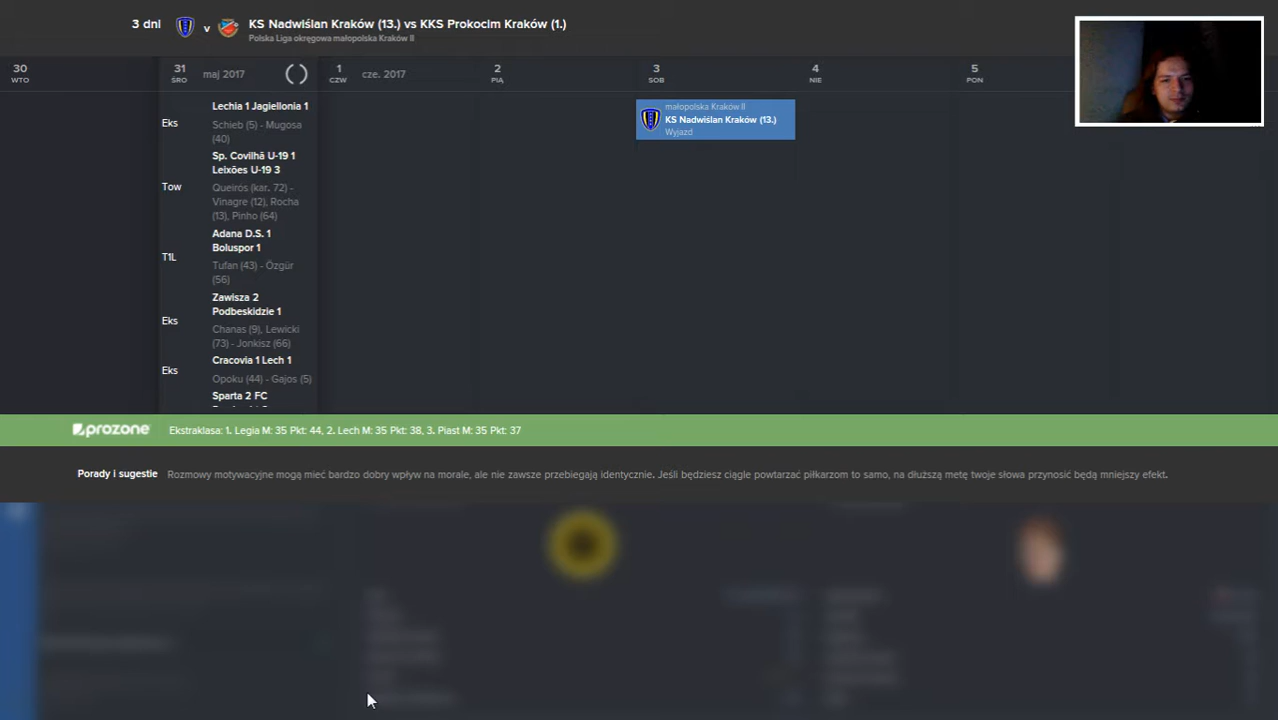 3 dni
v
KS Nadwiślan Kraków (13.) vs KKS Prokocim Kraków (1.)
Polska Liga okręgowa małopolska Kraków II
30
WTO
31
ŚRO
maj 2017
1
CZW
cze. 2017
2
PIĄ
3
SOB
4
NIE
5
PON
małopolska Kraków II
KS Nadwiślan Kraków (13.)
Wyjazd
Eks
Lechia 1 Jagiellonia 1
Schieb (5) - Mugosa
(40)
Tow
Sp. Covilhã U-19 1
Leixões U-19 3
Queirós (kar. 72) -
Vinagre (12), Rocha
(13), Pinho (64)
T1L
Adana D.S. 1
Boluspor 1
Tufan (43) - Özgür
(56)
Eks
Zawisza 2
Podbeskidzie 1
Chanas (9), Lewicki
(73) - Jonkisz (66)
Eks
Cracovia 1 Lech 1
Opoku (44) - Gajos (5)
Sparta 2 FC
prozone
Ekstraklasa: 1. Legia M: 35 Pkt: 44, 2. Lech M: 35 Pkt: 38, 3. Piast M: 35 Pkt: 37
Porady i sugestie
Rozmowy motywacyjne mogą mieć bardzo dobry wpływ na morale, ale nie zawsze przebiegają identycznie. Jeśli będziesz ciągle powtarzać piłkarzom to samo, na dłuższą metę twoje słowa przynosić będą mniejszy efekt.